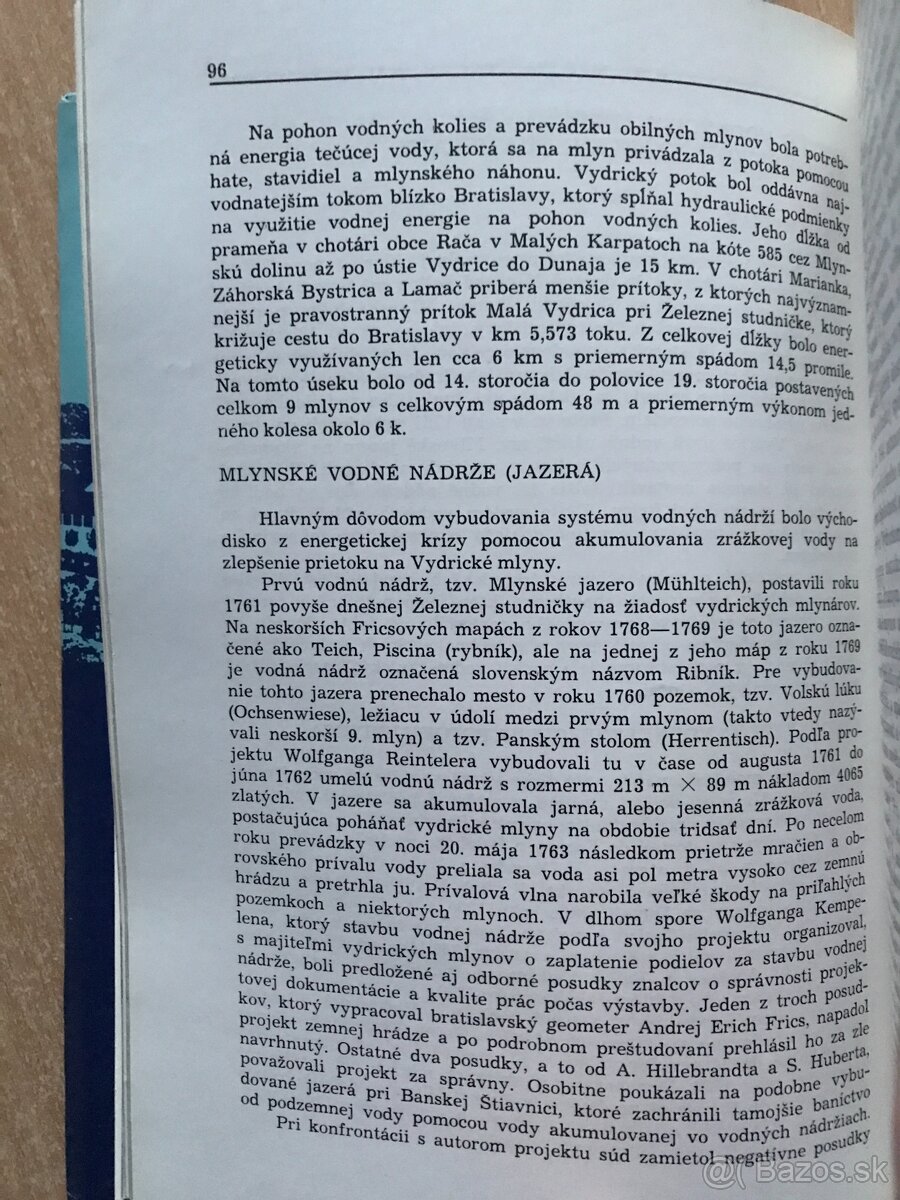 96
Na pohon vodných kolies a prevádzku obilných mlynov bola potreb-
ná energia tečúcej vody, ktorá sa na mlyn privádzala z potoka pomocou
hate, stavidiel a mlynského náhonu. Vydrický potok bol oddávna naj-
vodnatejším tokom blízko Bratislavy, ktorý spĺňal hydraulické podmienky
na využitie vodnej energie na pohon vodných kolies. Jeho dĺžka od
prameňa v chotári obce Rača v Malých Karpatoch na kóte 585 cez Mlyn-
skú dolinu až po ústie Vydrice do Dunaja je 15 km. V chotári Marianka,
Záhorská Bystrica a Lamač priberá menšie prítoky, z ktorých najvýznam-
nejší je pravostranný prítok Malá Vydrica pri Železnej studničke, ktorý
križuje cestu do Bratislavy v km 5,573 toku. Z celkovej dĺžky bolo ener-
geticky využívaných len cca 6 km s priemerným spádom 14,5 promile.
Na tomto úseku bolo od 14. storočia do polovice 19. storočia postavených
celkom 9 mlynov s celkovým spádom 48 m a priemerným výkonom jed-
ného kolesa okolo 6 k.
MLYNSKÉ VODNÉ NÁDRŽE (JAZERÁ)
Hlavným dôvodom vybudovania systému vodných nádrží bolo výcho-
disko z energetickej krízy pomocou akumulovania zrážkovej vody na
zlepšenie prietoku na Vydrické mlyny.
Prvú vodnú nádrž, tzv. Mlynské jazero (Mühlteich), postavili roku
1761 povyše dnešnej Železnej studničky na žiadosť vydrických mlynárov.
Na neskorších Fricsových mapách z rokov 1768—1769 je toto jazero ozna-
čené ako Teich, Piscina (rybník), ale na jednej z jeho máp z roku 1769
je vodná nádrž označená slovenským názvom Ribník. Pre vybudova-
nie tohto jazera prenechalo mesto v roku 1760 pozemok, tzv. Volskú lúku
(Ochsenwiese), ležiacu v údolí medzi prvým mlynom (takto vtedy nazý-
vali neskorší 9. mlyn) a tzv. Panským stolom (Herrentisch). Podľa pro-
jektu Wolfganga Reintelera vybudovali tu v čase od augusta 1761 do
júna 1762 umelú vodnú nádrž s rozmermi 213 m × 89 m nákladom 4065
zlatých. V jazere sa akumulovala jarná, alebo jesenná zrážková voda,
postačujúca poháňať vydrické mlyny na obdobie tridsať dní. Po necelom
roku prevádzky v noci 20. mája 1763 následkom prietrže mračien a ob-
rovského prívalu vody preliala sa voda asi pol metra vysoko cez zemnú
hrádzu a pretrhla ju. Prívalová vlna narobila veľké škody na priľahlých
pozemkoch a niektorých mlynoch. V dlhom spore Wolfganga Kempe-
lena, ktorý stavbu vodnej nádrže podľa svojho projektu organizoval,
s majiteľmi vydrických mlynov o zaplatenie podielov za stavbu vodnej
nádrže, boli predložené aj odborné posudky znalcov o správnosti projek-
tovej dokumentácie a kvalite prác počas výstavby. Jeden z troch posud-
kov, ktorý vypracoval bratislavský geometer Andrej Erich Frics, napadol
projekt zemnej hrádze a po podrobnom preštudovaní prehlásil ho za zle
navrhnutý. Ostatné dva posudky, a to od A. Hillebrandta a S. Huberta,
považovali projekt za správny. Osobitne poukázali na podobne vybu-
dované jazerá pri Banskej Štiavnici, ktoré zachránili tamojšie baníctvo
od podzemnej vody pomocou vody akumulovanej vo vodných nádržiach.
Pri konfrontácii s autorom projektu súd zamietol negatívne posudky
Bazos.sk